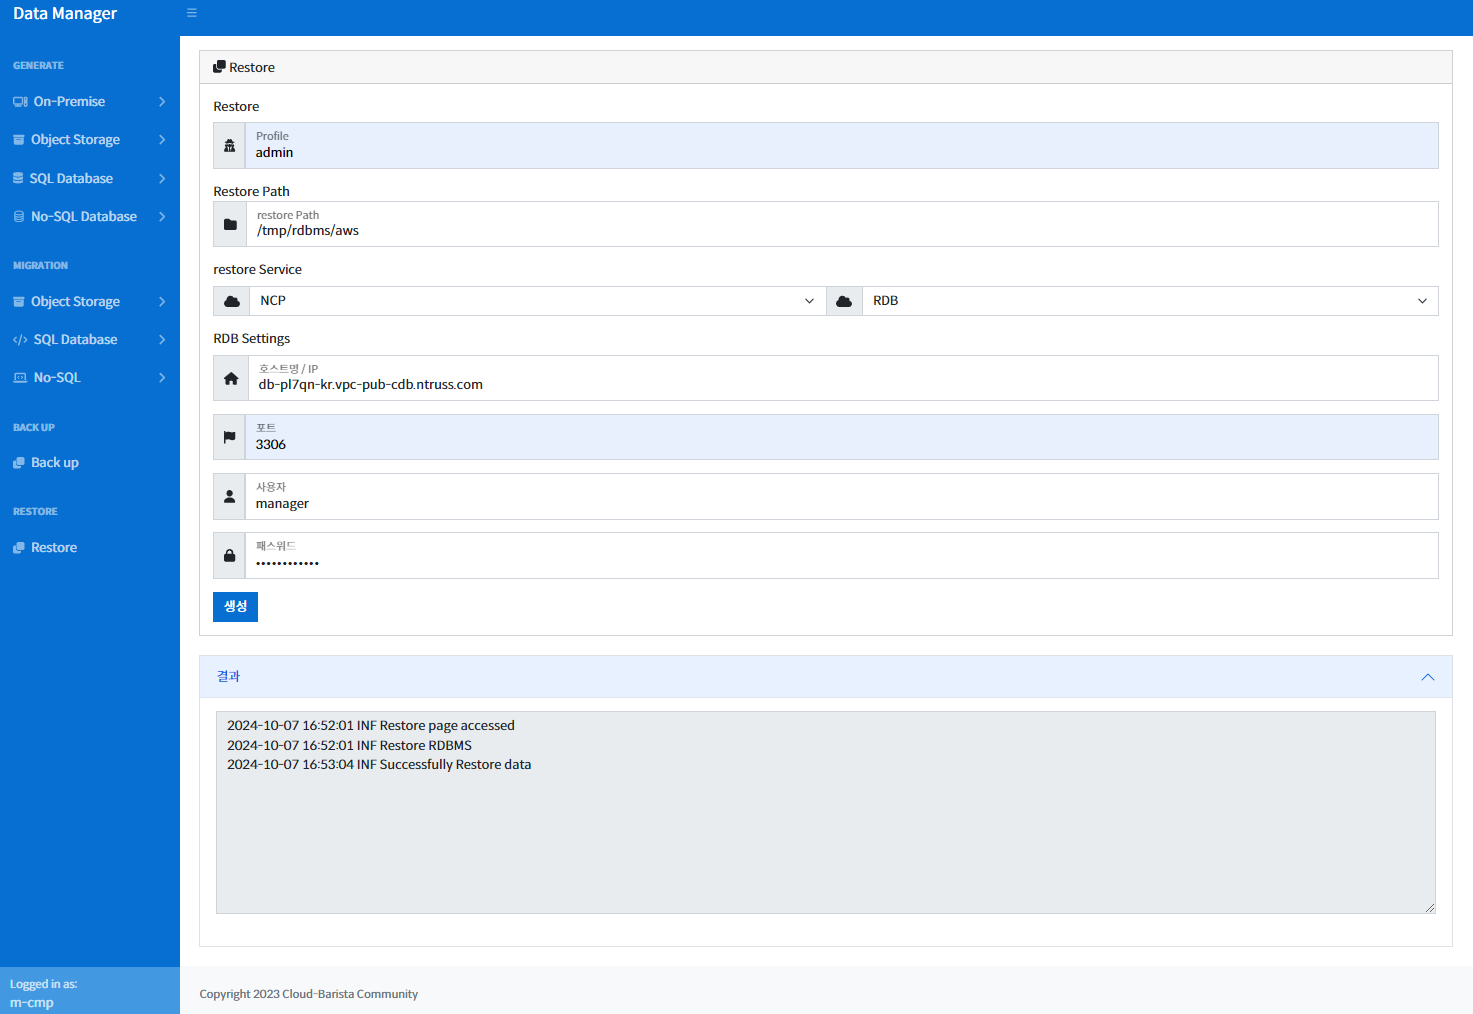 Data Manager
GENERATE
On-Premise
Object Storage
SQL Database
No-SQL Database
MIGRATION
Object Storage
SQL Database
No-SQL
BACK UP
Back up
RESTORE
Restore
Logged in as:
m-cmp
Restore
Restore
Profile
admin
Restore Path
restore Path
/tmp/rdbms/aws
restore Service
NCP
RDB
RDB Settings
호스트명 / IP
db-pl7qn-kr.vpc-pub-cdb.ntruss.com
포트
3306
사용자
manager
패스워드
••••••••••••
생성
결과
2024-10-07 16:52:01 INF Restore page accessed
2024-10-07 16:52:01 INF Restore RDBMS
2024-10-07 16:53:04 INF Successfully Restore data
Copyright 2023 Cloud-Barista Community